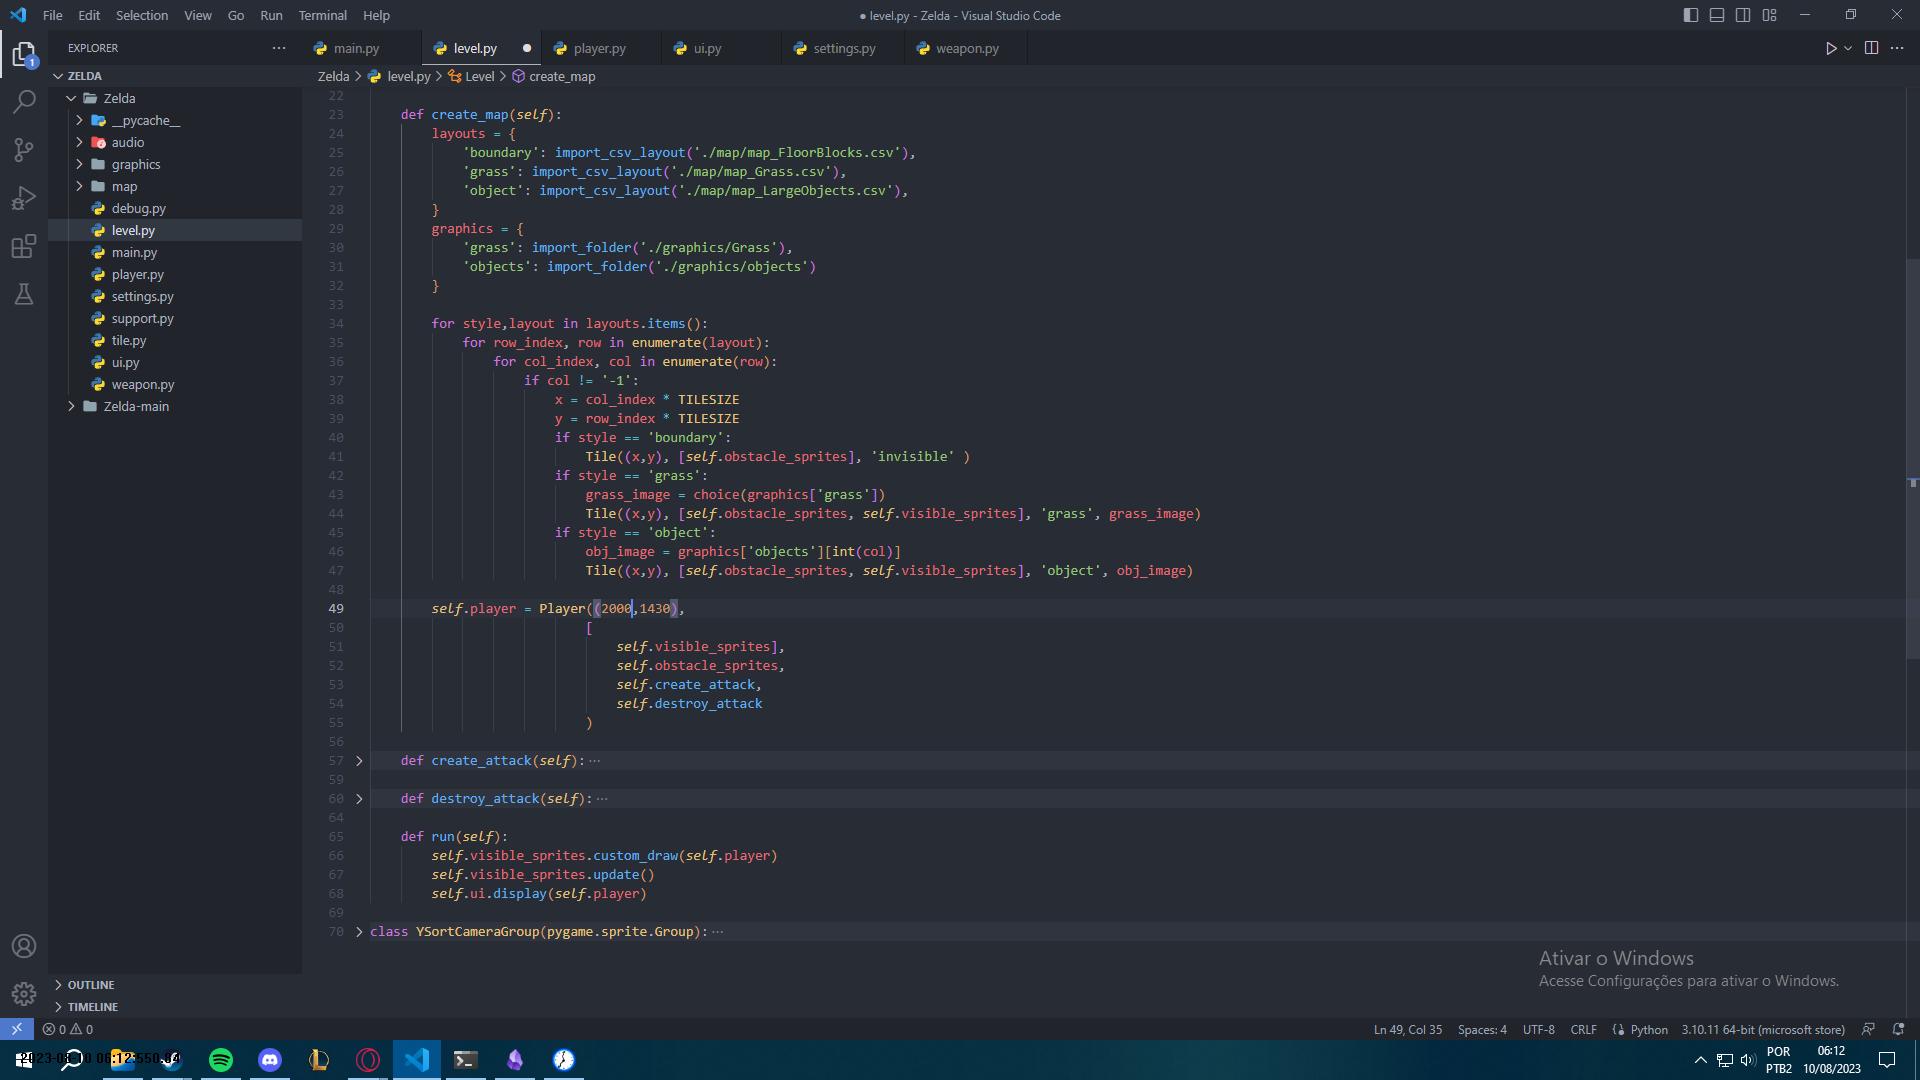 File Edit Selection View Go Run Terminal Help
● level.py - Zelda - Visual Studio Code
EXPLORER
main.py
level.py
player.py
ui.py
settings.py
weapon.py
ZELDA
Zelda > level.py > Level > create_map
Zelda
__pycache__
audio
graphics
map
debug.py
level.py
main.py
player.py
settings.py
support.py
tile.py
ui.py
weapon.py
Zelda-main
OUTLINE
TIMELINE
22
23 def create_map(self):
24 layouts = {
25 'boundary': import_csv_layout('./map/map_FloorBlocks.csv'),
26 'grass': import_csv_layout('./map/map_Grass.csv'),
27 'object': import_csv_layout('./map/map_LargeObjects.csv'),
28 }
29 graphics = {
30 'grass': import_folder('./graphics/Grass'),
31 'objects': import_folder('./graphics/objects')
32 }
33
34 for style,layout in layouts.items():
35 for row_index, row in enumerate(layout):
36 for col_index, col in enumerate(row):
37 if col != '-1':
38 x = col_index * TILESIZE
39 y = row_index * TILESIZE
40 if style == 'boundary':
41 Tile((x,y), [self.obstacle_sprites], 'invisible' )
42 if style == 'grass':
43 grass_image = choice(graphics['grass'])
44 Tile((x,y), [self.obstacle_sprites, self.visible_sprites], 'grass', grass_image)
45 if style == 'object':
46 obj_image = graphics['objects'][int(col)]
47 Tile((x,y), [self.obstacle_sprites, self.visible_sprites], 'object', obj_image)
48
49 self.player = Player((2000,1430),
50 [
51 self.visible_sprites],
52 self.obstacle_sprites,
53 self.create_attack,
54 self.destroy_attack
55 )
56
57 def create_attack(self): ···
59
60 def destroy_attack(self): ···
64
65 def run(self):
66 self.visible_sprites.custom_draw(self.player)
67 self.visible_sprites.update()
68 self.ui.display(self.player)
69
70 class YSortCameraGroup(pygame.sprite.Group): ···
Ativar o Windows
Acesse Configurações para ativar o Windows.
0 0
Ln 49, Col 35 Spaces: 4 UTF-8 CRLF Python 3.10.11 64-bit (microsoft store)
POR
PTB2
06:12
10/08/2023